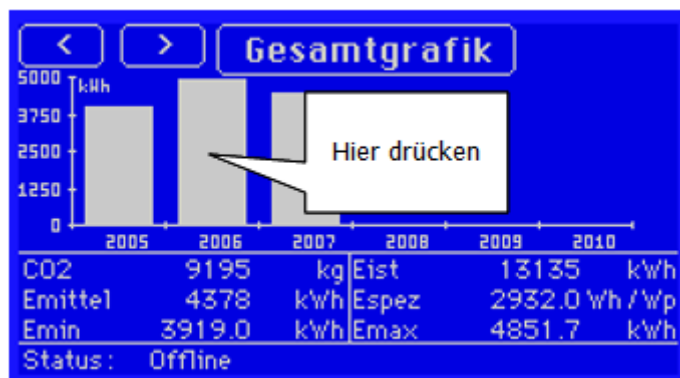 < > Gesamtgrafik
5000 kWh
3750
2500
1250
0
Hier drücken
2005 2006 2007 2008 2009 2010
CO2 9195 kg Eist 13135 kWh
Emittel 4378 kWh Espez 2932.0 Wh/Wp
Emin 3919.0 kWh Emax 4851.7 kWh
Status: Offline